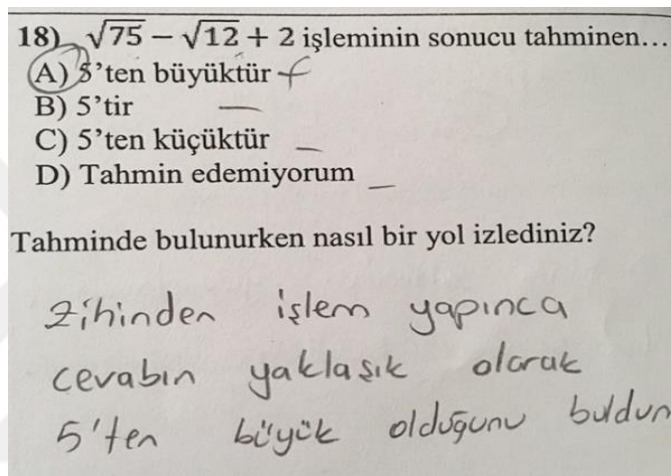 18) √75 − √12 + 2 işleminin sonucu tahminen...
A) 5'ten büyüktür
B) 5'tir
C) 5'ten küçüktür
D) Tahmin edemiyorum
Tahminde bulunurken nasıl bir yol izlediniz?
zihinden işlem yapınca
cevabın yaklaşık olarak
5'ten büyük olduğunu buldum